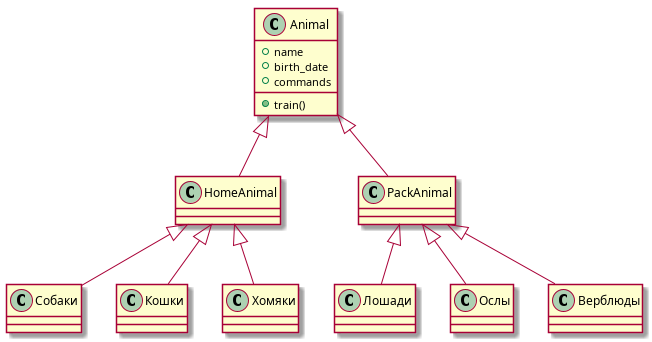 C Animal
name
birth_date
commands
train()
C HomeAnimal
C PackAnimal
C Собаки
C Кошки
C Хомяки
C Лошади
C Ослы
C Верблюды